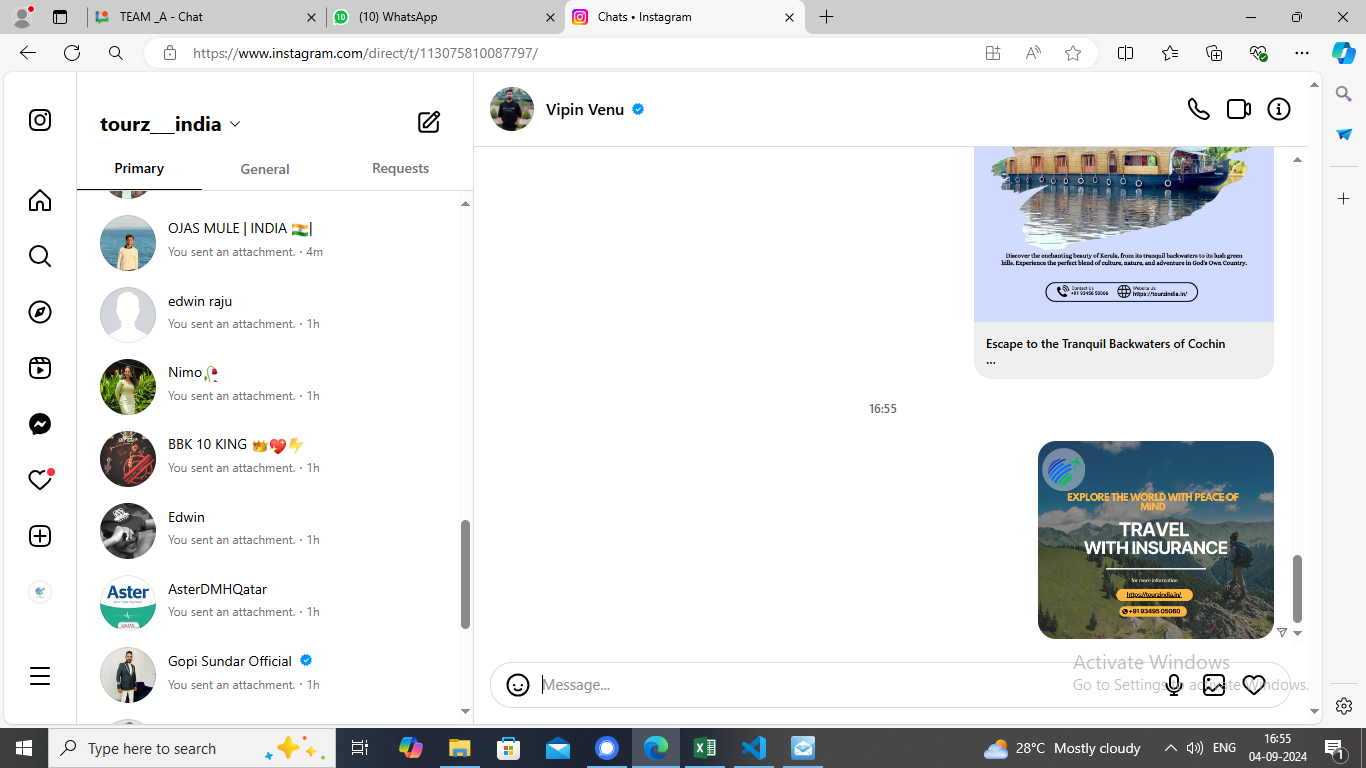 TEAM _A - Chat
(10) WhatsApp
Chats • Instagram
https://www.instagram.com/direct/t/113075810087797/
tourz___india
Primary
General
Requests
OJAS MULE | INDIA 🇮🇳|
You sent an attachment. · 4m
edwin raju
You sent an attachment. · 1h
Nimo🥀
You sent an attachment. · 1h
BBK 10 KING 👑💖⚡
You sent an attachment. · 1h
Edwin
You sent an attachment. · 1h
AsterDMHQatar
You sent an attachment. · 1h
Aster
QATAR
Gopi Sundar Official
You sent an attachment. · 1h
Vipin Venu
Discover the enchanting beauty of Kerala, from its tranquil backwaters to its lush green
hills. Experience the perfect blend of culture, nature, and adventure in God's Own Country.
Contact Us
Website Us
https://tourzindia.in/
Escape to the Tranquil Backwaters of Cochin
...
16:55
EXPLORE THE WORLD WITH PEACE OF
MIND
TRAVEL
WITH INSURANCE
for more information
https://tourzindia.in/
+91 93495 05060
Message...
Activate Windows
Go to Settings to activate Windows.
Type here to search
28°C Mostly cloudy
ENG
16:55
04-09-2024
1